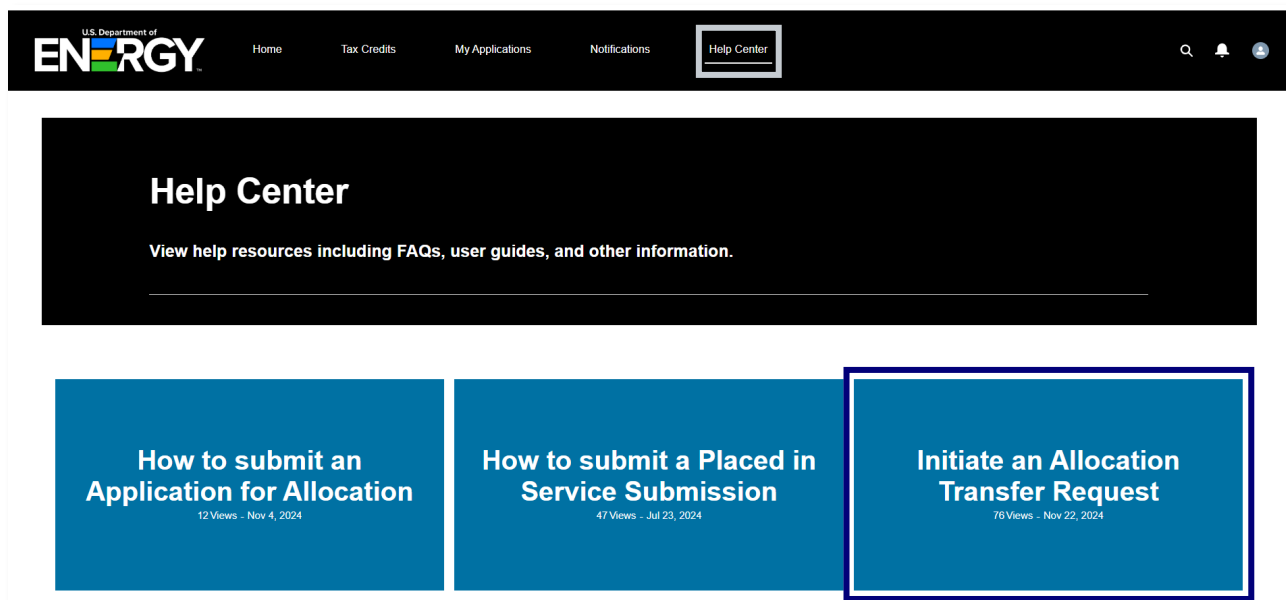 U.S. Department of
ENERGY™
Home Tax Credits My Applications Notifications Help Center
Help Center
View help resources including FAQs, user guides, and other information.
How to submit an
Application for Allocation
12 Views - Nov 4, 2024
How to submit a Placed in
Service Submission
47 Views - Jul 23, 2024
Initiate an Allocation
Transfer Request
76 Views - Nov 22, 2024